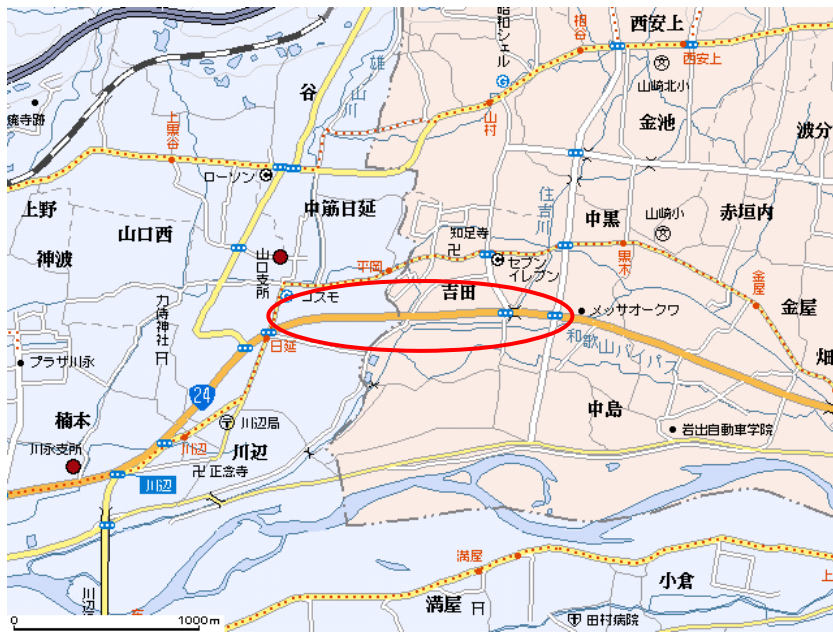 昭和シェル
根谷
西安上
雄山川
西安上
谷
山崎北小
山村
金池
波分
焼寺跡
上黒谷
ローソン
上野
中筋日延
住吉川
中黒
山崎小
赤垣内
山口西
神波
山口支所
知足寺
平岡
セブン
イレブン
黒木
コスモ
吉田
金屋
金屋
力侍神社
メッサオークワ
畑
日延
和歌山バイパス
プラザ川永
24
中島
楠本
川辺局
岩出自動車学院
川辺
川辺
川永支所
正念寺
川辺
満屋
小倉
上
川辺
満屋
田村病院
0
1000m